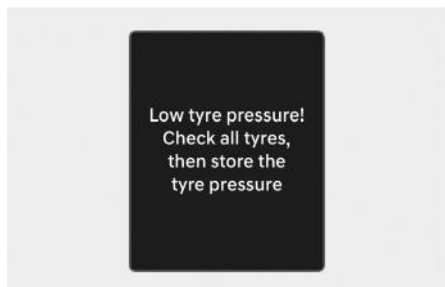 Low tyre pressure!
Check all tyres,
then store the
tyre pressure